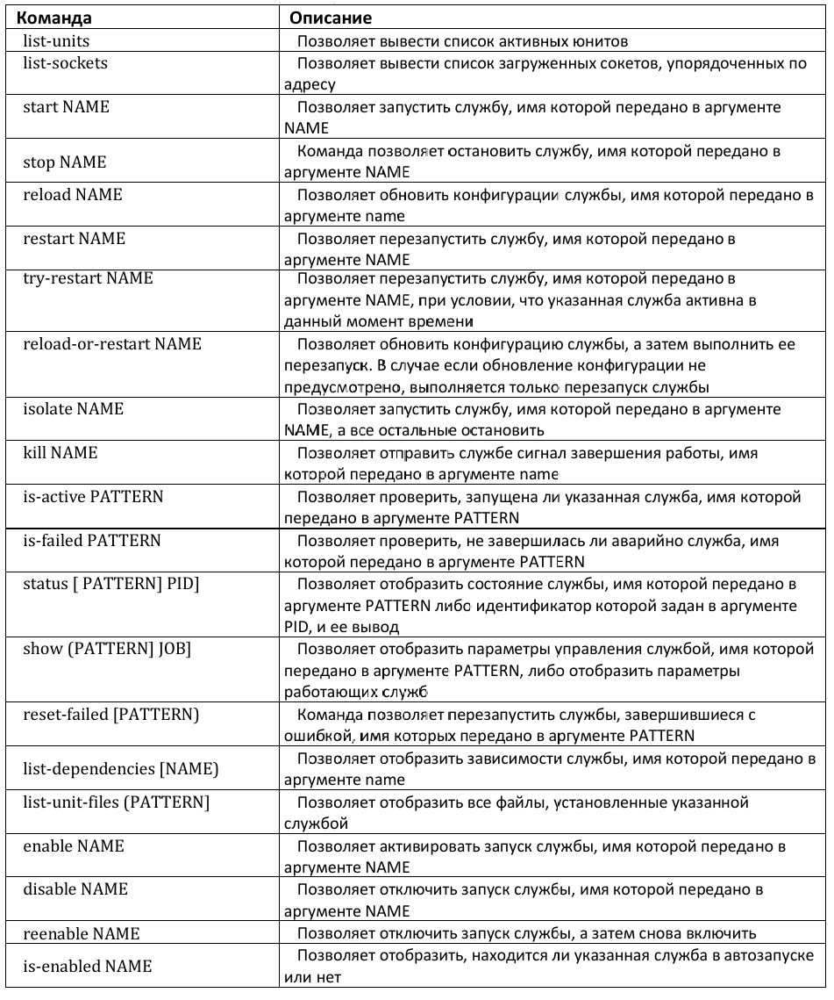 Команда
Описание
list-units
Позволяет вывести список активных юнитов
list-sockets
Позволяет вывести список загруженных сокетов, упорядоченных по
адресу
start NAME
Позволяет запустить службу, имя которой передано в аргументе
NAME
stop NAME
Команда позволяет остановить службу, имя которой передано в
аргументе NAME
reload NAME
Позволяет обновить конфигурации службы, имя которой передано в
аргументе name
restart NAME
Позволяет перезапустить службу, имя которой передано в
аргументе NAME
try-restart NAME
Позволяет перезапустить службу, имя которой передано в
аргументе NAME, при условии, что указанная служба активна в
данный момент времени
reload-or-restart NAME
Позволяет обновить конфигурацию службы, а затем выполнить ее
перезапуск. В случае если обновление конфигурации не
предусмотрено, выполняется только перезапуск службы
isolate NAME
Позволяет запустить службу, имя которой передано в аргументе
NAME, а все остальные остановить
kill NAME
Позволяет отправить службе сигнал завершения работы, имя
которой передано в аргументе name
is-active PATTERN
Позволяет проверить, запущена ли указанная служба, имя которой
передано в аргументе PATTERN
is-failed PATTERN
Позволяет проверить, не завершилась ли аварийно служба, имя
которой передано в аргументе PATTERN
status [ PATTERN] PID]
Позволяет отобразить состояние службы, имя которой передано в
аргументе PATTERN либо идентификатор которой задан в аргументе
PID, и ее вывод
show (PATTERN] JOB]
Позволяет отобразить параметры управления службой, имя которой
передано в аргументе PATTERN, либо отобразить параметры
работающих служб
reset-failed [PATTERN)
Команда позволяет перезапустить службы, завершившиеся с
ошибкой, имя которых передано в аргументе PATTERN
list-dependencies [NAME)
Позволяет отобразить зависимости службы, имя которой передано в
аргументе name
list-unit-files (PATTERN]
Позволяет отобразить все файлы, установленные указанной
службой
enable NAME
Позволяет активировать запуск службы, имя которой передано в
аргументе NAME
disable NAME
Позволяет отключить запуск службы, имя которой передано в
аргументе NAME
reenable NAME
Позволяет отключить запуск службы, а затем снова включить
is-enabled NAME
Позволяет отобразить, находится ли указанная служба в автозапуске
или нет